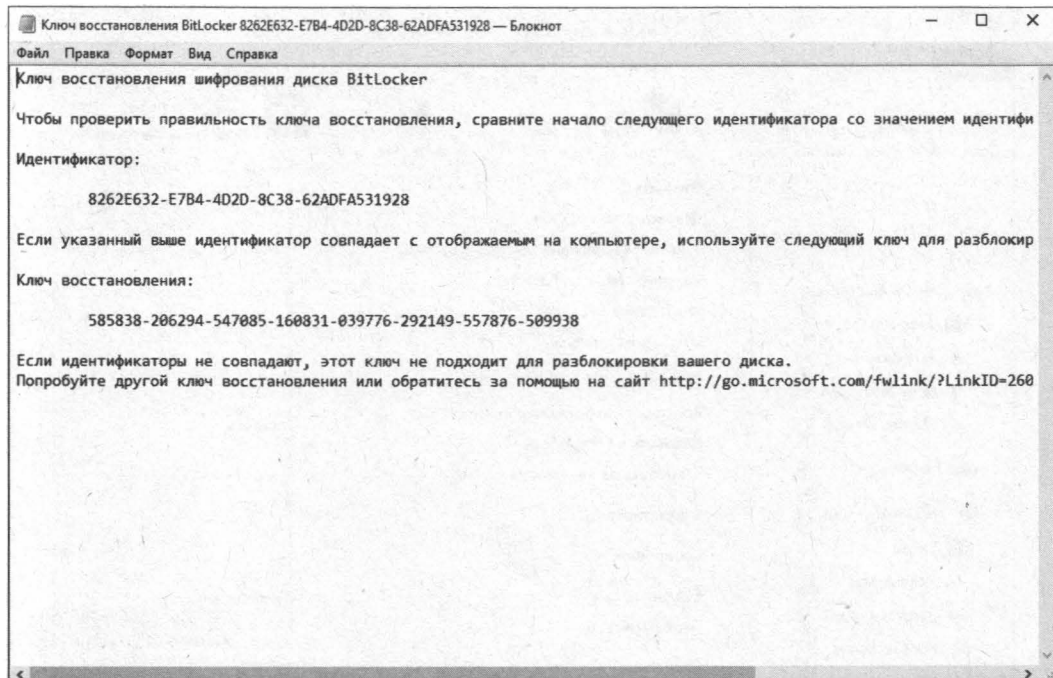 Ключ восстановления BitLocker 8262E632-E7B4-4D2D-8C38-62ADFA531928 — Блокнот
Файл Правка Формат Вид Справка
Ключ восстановления шифрования диска BitLocker
Чтобы проверить правильность ключа восстановления, сравните начало следующего идентификатора со значением идентифи
Идентификатор:
8262E632-E7B4-4D2D-8C38-62ADFA531928
Если указанный выше идентификатор совпадает с отображаемым на компьютере, используйте следующий ключ для разблокир
Ключ восстановления:
585838-206294-547085-160831-039776-292149-557876-509938
Если идентификаторы не совпадают, этот ключ не подходит для разблокировки вашего диска.
Попробуйте другой ключ восстановления или обратитесь за помощью на сайт http://go.microsoft.com/fwlink/?LinkID=260